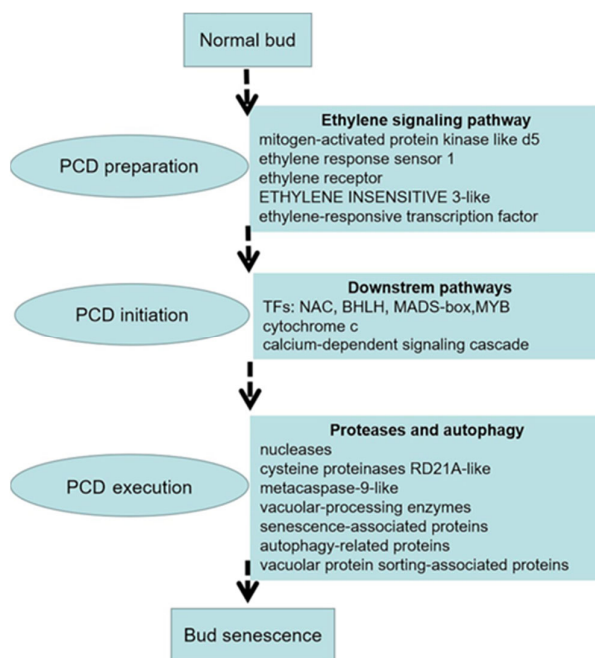 Normal bud
Ethylene signaling pathway
mitogen-activated protein kinase like d5
ethylene response sensor 1
ethylene receptor
ETHYLENE INSENSITIVE 3-like
ethylene-responsive transcription factor
PCD preparation
Downstrem pathways
TFs: NAC, BHLH, MADS-box,MYB
cytochrome c
calcium-dependent signaling cascade
PCD initiation
Proteases and autophagy
nucleases
cysteine proteinases RD21A-like
metacaspase-9-like
vacuolar-processing enzymes
senescence-associated proteins
autophagy-related proteins
vacuolar protein sorting-associated proteins
PCD execution
Bud senescence